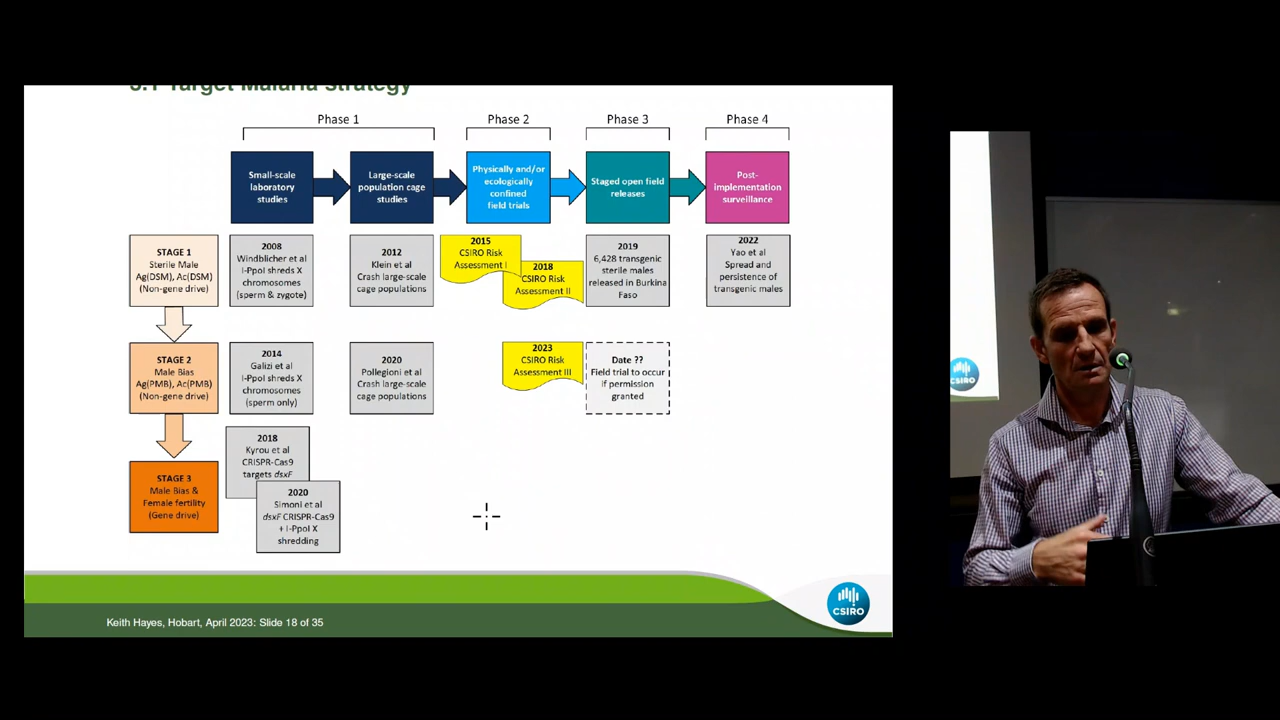 3.1 Target Malaria strategy
Phase 1
Phase 2
Phase 3
Phase 4
Small-scale
laboratory
studies
Large-scale
population cage
studies
Physically and/or
ecologically
confined
field trials
Staged open field
releases
Post-
implementation
surveillance
STAGE 1
Sterile Male
Ag(DSM), Ac(DSM)
(Non-gene drive)
2008
Windblicher et al
I-PpoI shreds X
chromosomes
(sperm & zygote)
2012
Klein et al
Crash large-scale
cage populations
2015
CSIRO Risk
Assessment I
2018
CSIRO Risk
Assessment II
2019
6,428 transgenic
sterile males
released in Burkina
Faso
2022
Yao et al
Spread and
persistence of
transgenic males
STAGE 2
Male Bias
Ag(PMB), Ac(PMB)
(Non-gene drive)
2014
Galizi et al
I-PpoI shreds X
chromosomes
(sperm only)
2020
Pollegioni et al
Crash large-scale
cage populations
2023
CSIRO Risk
Assessment III
Date ??
Field trial to occur
if permission
granted
STAGE 3
Male Bias &
Female fertility
(Gene drive)
2018
Kyrou et al
CRISPR-Cas9
targets dsxF
2020
Simoni et al
dsxF CRISPR-Cas9
+ I-PpoI X
shredding
Keith Hayes, Hobart, April 2023: Slide 18 of 35
CSIRO
CSIRO